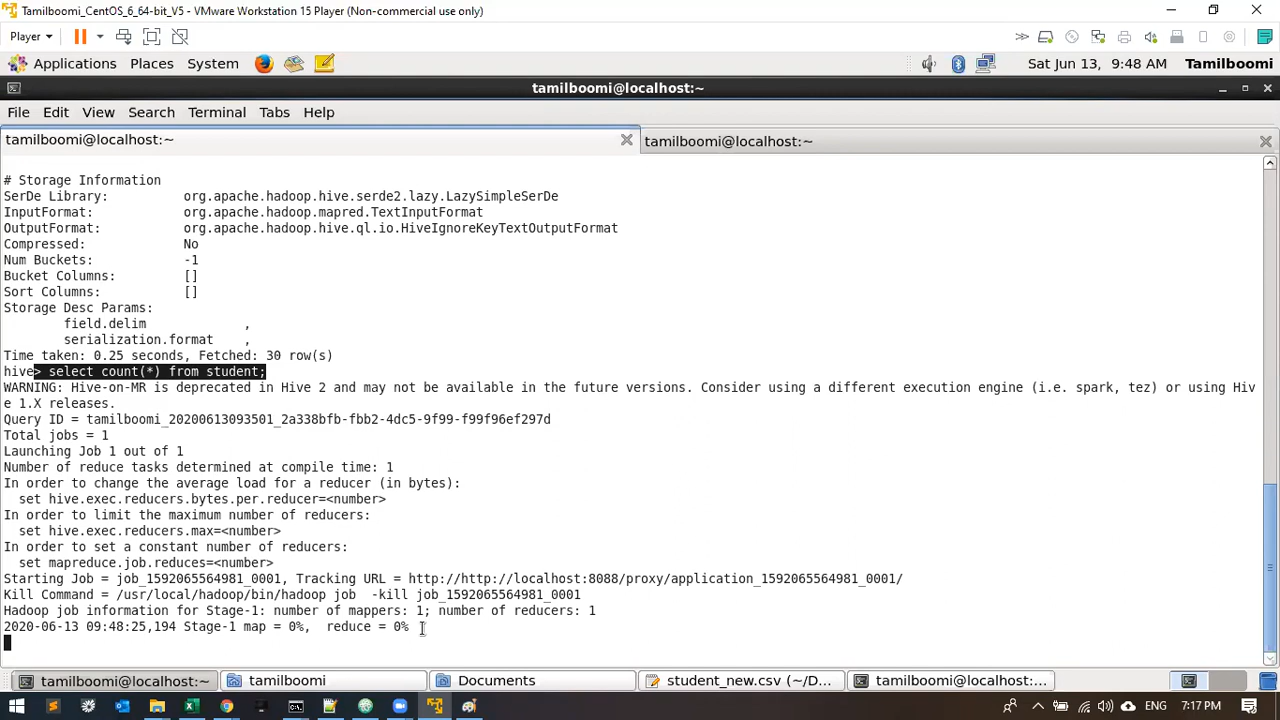 Tamilboomi_CentOS_6_64-bit_V5 - VMware Workstation 15 Player (Non-commercial use only)
Player
Applications Places System Sat Jun 13, 9:48 AM Tamilboomi
tamilboomi@localhost:~
File Edit View Search Terminal Tabs Help
tamilboomi@localhost:~ tamilboomi@localhost:~
# Storage Information
SerDe Library: org.apache.hadoop.hive.serde2.lazy.LazySimpleSerDe
InputFormat: org.apache.hadoop.mapred.TextInputFormat
OutputFormat: org.apache.hadoop.hive.ql.io.HiveIgnoreKeyTextOutputFormat
Compressed: No
Num Buckets: -1
Bucket Columns: []
Sort Columns: []
Storage Desc Params:
field.delim ,
serialization.format ,
Time taken: 0.25 seconds, Fetched: 30 row(s)
hive> select count(*) from student;
WARNING: Hive-on-MR is deprecated in Hive 2 and may not be available in the future versions. Consider using a different execution engine (i.e. spark, tez) or using Hiv
e 1.X releases.
Query ID = tamilboomi_20200613093501_2a338bfb-fbb2-4dc5-9f99-f99f96ef297d
Total jobs = 1
Launching Job 1 out of 1
Number of reduce tasks determined at compile time: 1
In order to change the average load for a reducer (in bytes):
set hive.exec.reducers.bytes.per.reducer=<number>
In order to limit the maximum number of reducers:
set hive.exec.reducers.max=<number>
In order to set a constant number of reducers:
set mapreduce.job.reduces=<number>
Starting Job = job_1592065564981_0001, Tracking URL = http://http://localhost:8088/proxy/application_1592065564981_0001/
Kill Command = /usr/local/hadoop/bin/hadoop job  -kill job_1592065564981_0001
Hadoop job information for Stage-1: number of mappers: 1; number of reducers: 1
2020-06-13 09:48:25,194 Stage-1 map = 0%,  reduce = 0%
tamilboomi@localhost:~ tamilboomi Documents student_new.csv (~/D... tamilboomi@localhost:...
ENG 7:17 PM